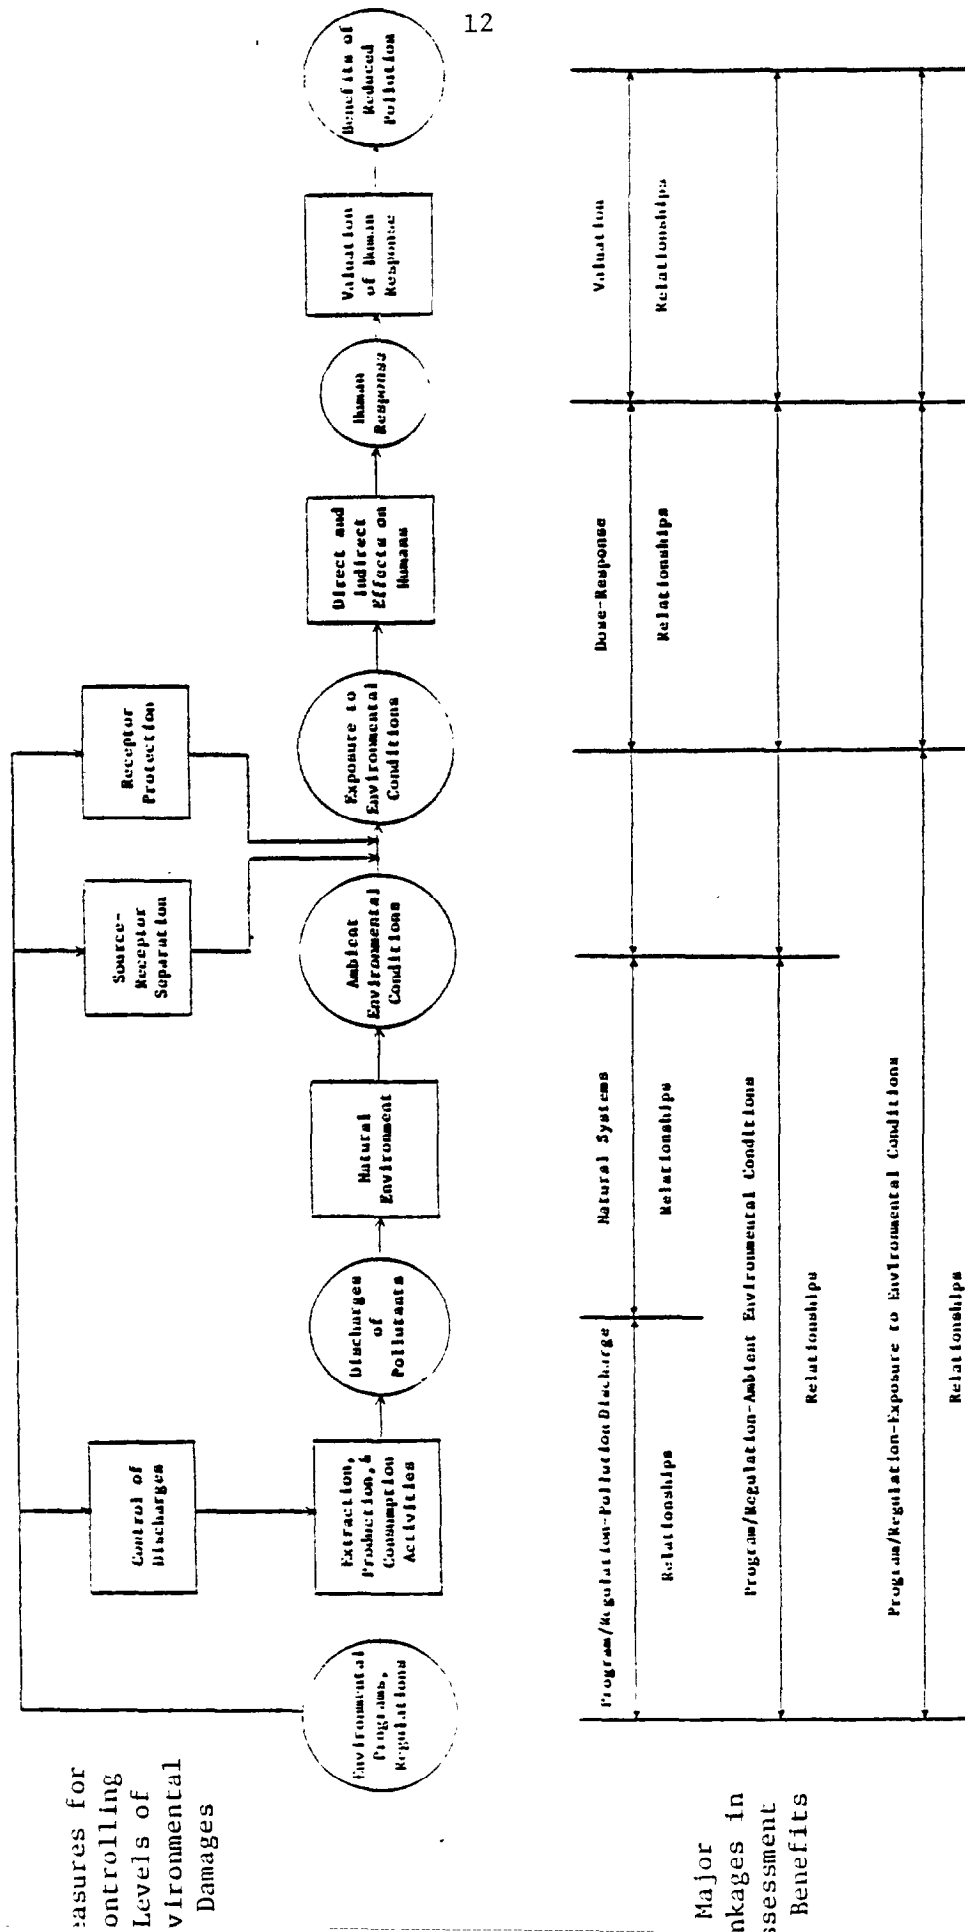 12
easures for
ontrolling
Levels of
vironmental
Damages
Control of
Discharges
Source-
Receptor
Separation
Receptor
Protection
Environmental
Programs,
Regulations
Extraction,
Production, &
Consumption
Activities
Discharges
of
Pollutants
Natural
Environment
Ambient
Environmental
Conditions
Exposure to
Environmental
Conditions
Direct and
Indirect
Effects on
Humans
Human
Response
Valuation
of Human
Response
Benefits of
Reduced
Pollution
Major
nkages in
ssessment
Benefits
Program/Regulation-Pollution Discharge
Relationships
Natural Systems
Relationships
Dose-Response
Relationships
Valuation
Relationships
Program/Regulation-Ambient Environmental Conditions
Relationships
Program/Regulation-Exposure to Environmental Conditions
Relationships